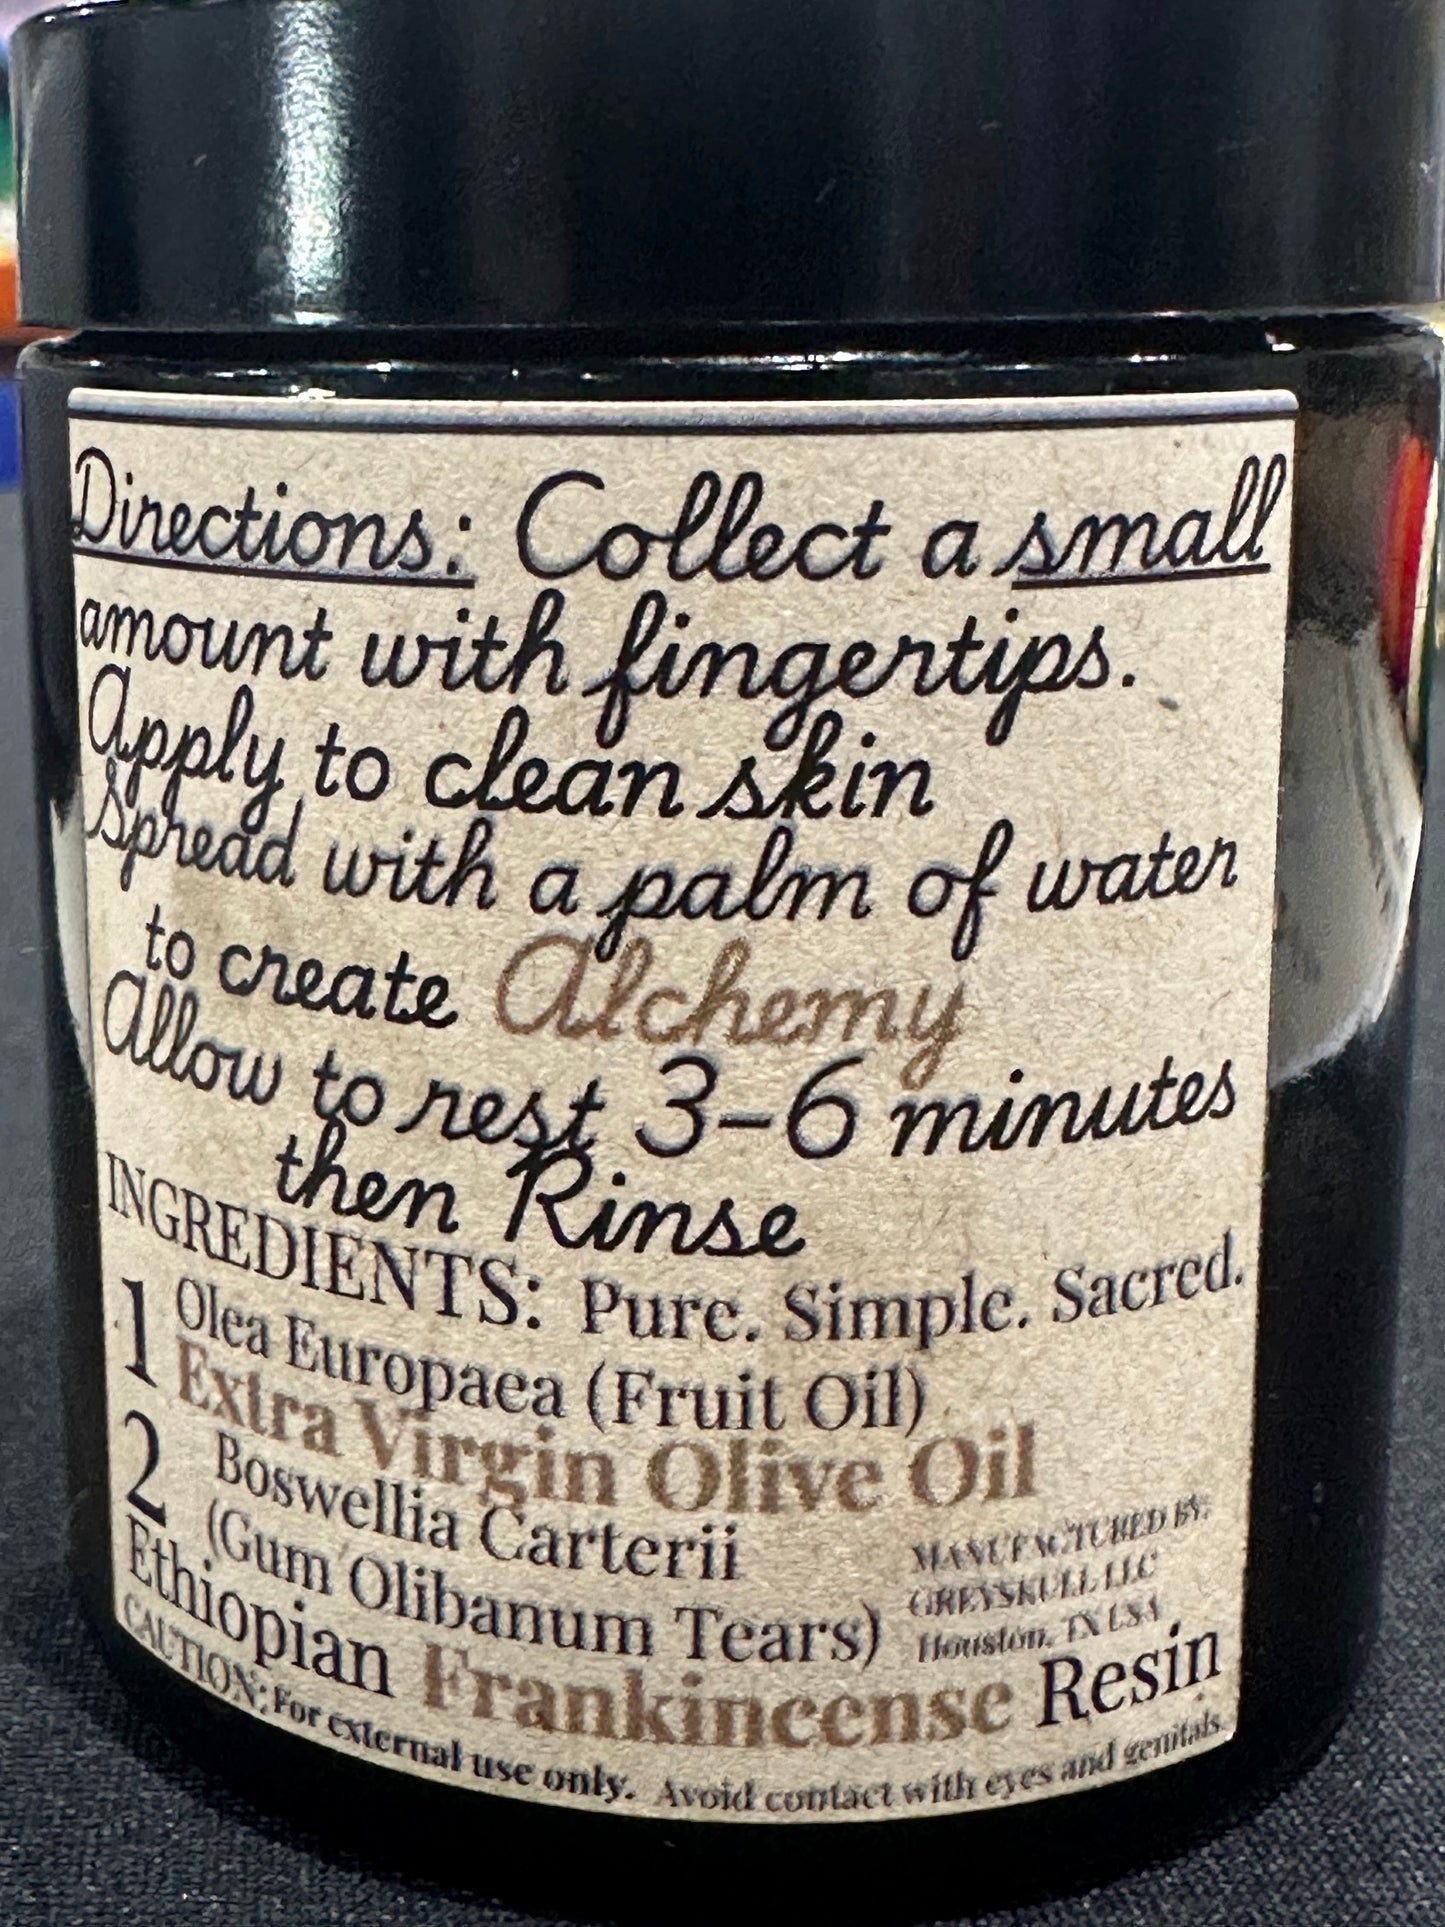 Directions: Collect a small
amount with fingertips.
Apply to clean skin
Spread with a palm of water
to create Alchemy
Allow to rest 3-6 minutes
then Rinse
INGREDIENTS: Pure. Simple. Sacred.
1 Olea Europaea (Fruit Oil)
Extra Virgin Olive Oil
2 Boswellia Carterii
(Gum Olibanum Tears)
Ethiopian Frankincense Resin
MANUFACTURED BY:
GREYSKULL LLC
Houston, TX USA
CAUTION: For external use only. Avoid contact with eyes and genitals.